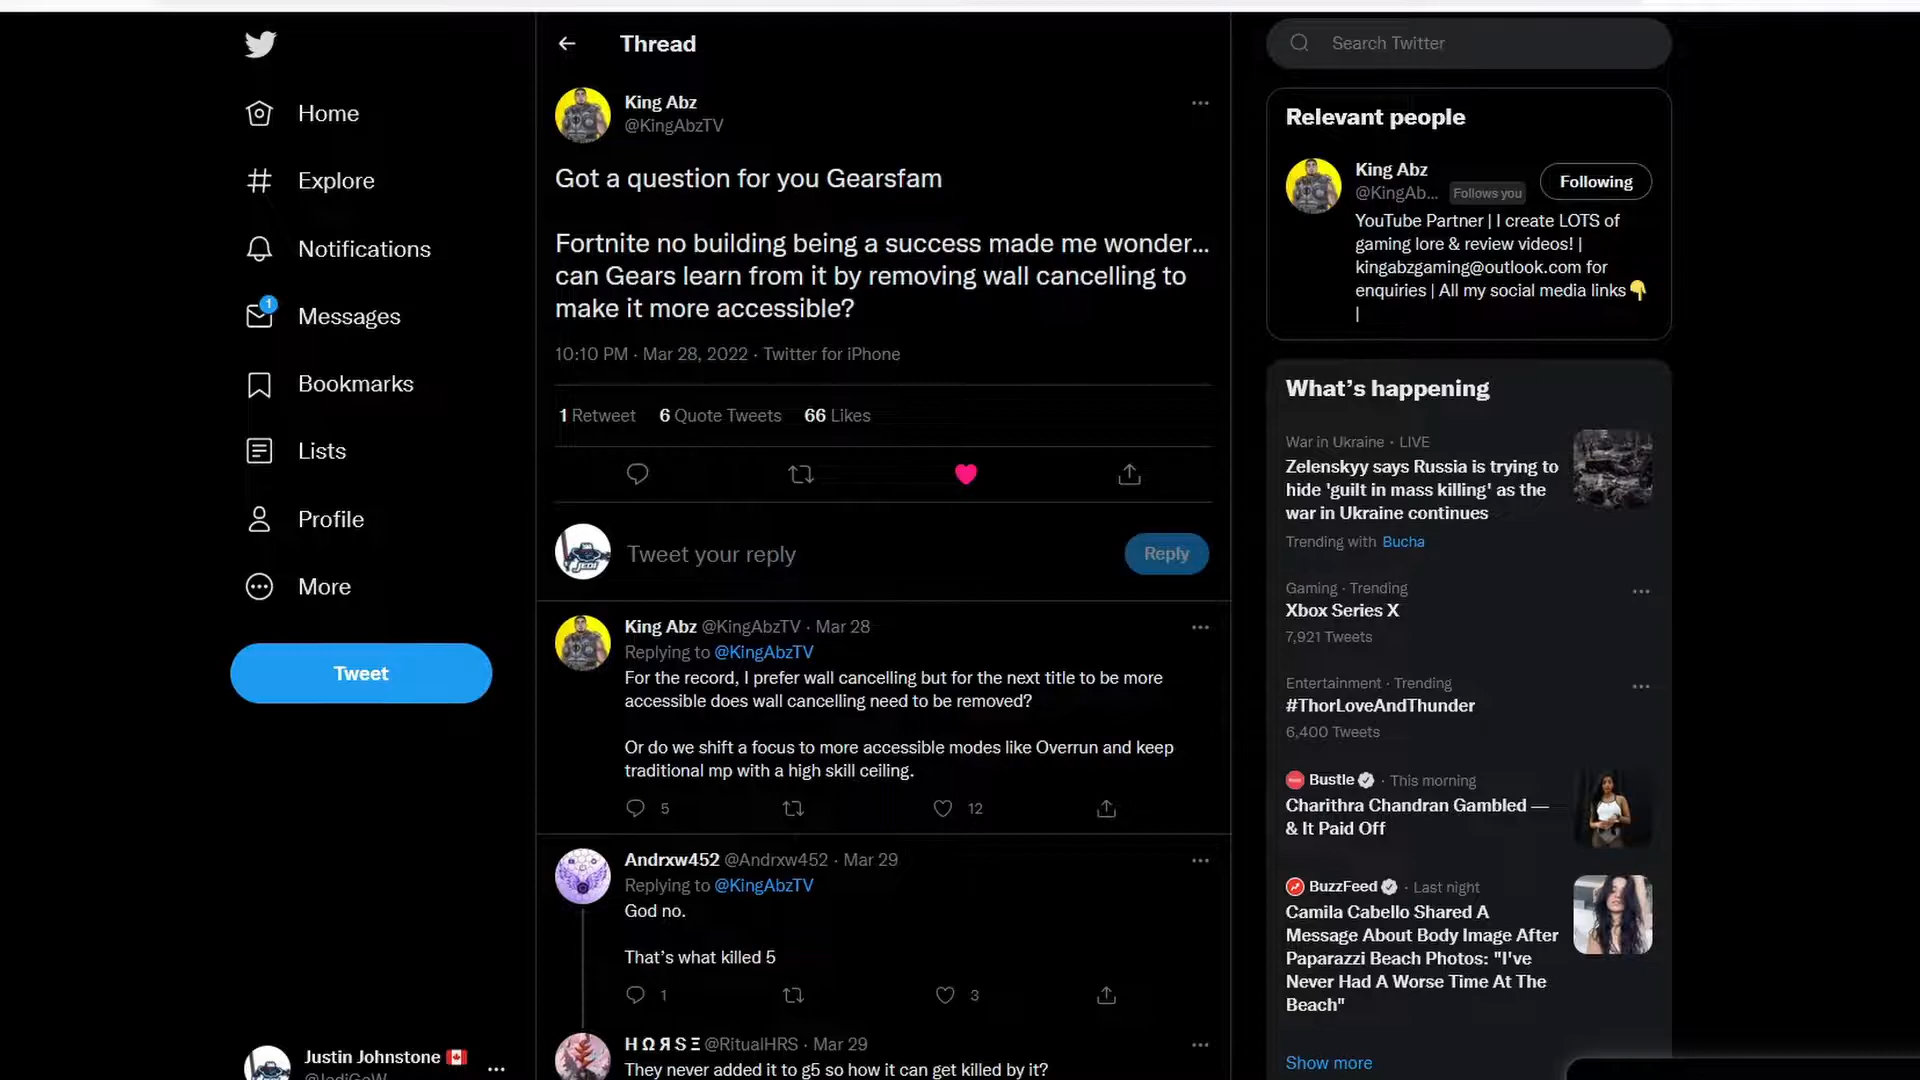 Home
Explore
Notifications
1
Messages
Bookmarks
Lists
Profile
More
Tweet
Justin Johnstone
Thread
King Abz
@KingAbzTV
Got a question for you Gearsfam
Fortnite no building being a success made me wonder...
can Gears learn from it by removing wall cancelling to
make it more accessible?
10:10 PM · Mar 28, 2022 · Twitter for iPhone
1 Retweet 6 Quote Tweets 66 Likes
Tweet your reply
Reply
King Abz @KingAbzTV · Mar 28
Replying to @KingAbzTV
For the record, I prefer wall cancelling but for the next title to be more
accessible does wall cancelling need to be removed?
Or do we shift a focus to more accessible modes like Overrun and keep
traditional mp with a high skill ceiling.
5 12
Andrxw452 @Andrxw452 · Mar 29
Replying to @KingAbzTV
God no.
That’s what killed 5
1 3
H Ω Я S Ξ @RitualHRS · Mar 29
They never added it to g5 so how it can get killed by it?
Search Twitter
Relevant people
King Abz
@KingAb... Follows you
Following
YouTube Partner | I create LOTS of
gaming lore & review videos! |
kingabzgaming@outlook.com for
enquiries | All my social media links👇
|
What’s happening
War in Ukraine · LIVE
Zelenskyy says Russia is trying to
hide 'guilt in mass killing' as the
war in Ukraine continues
Trending with Bucha
Gaming · Trending
Xbox Series X
7,921 Tweets
Entertainment · Trending
#ThorLoveAndThunder
6,400 Tweets
Bustle · This morning
Charithra Chandran Gambled —
& It Paid Off
BuzzFeed · Last night
Camila Cabello Shared A
Message About Body Image After
Paparazzi Beach Photos: "I've
Never Had A Worse Time At The
Beach"
Show more